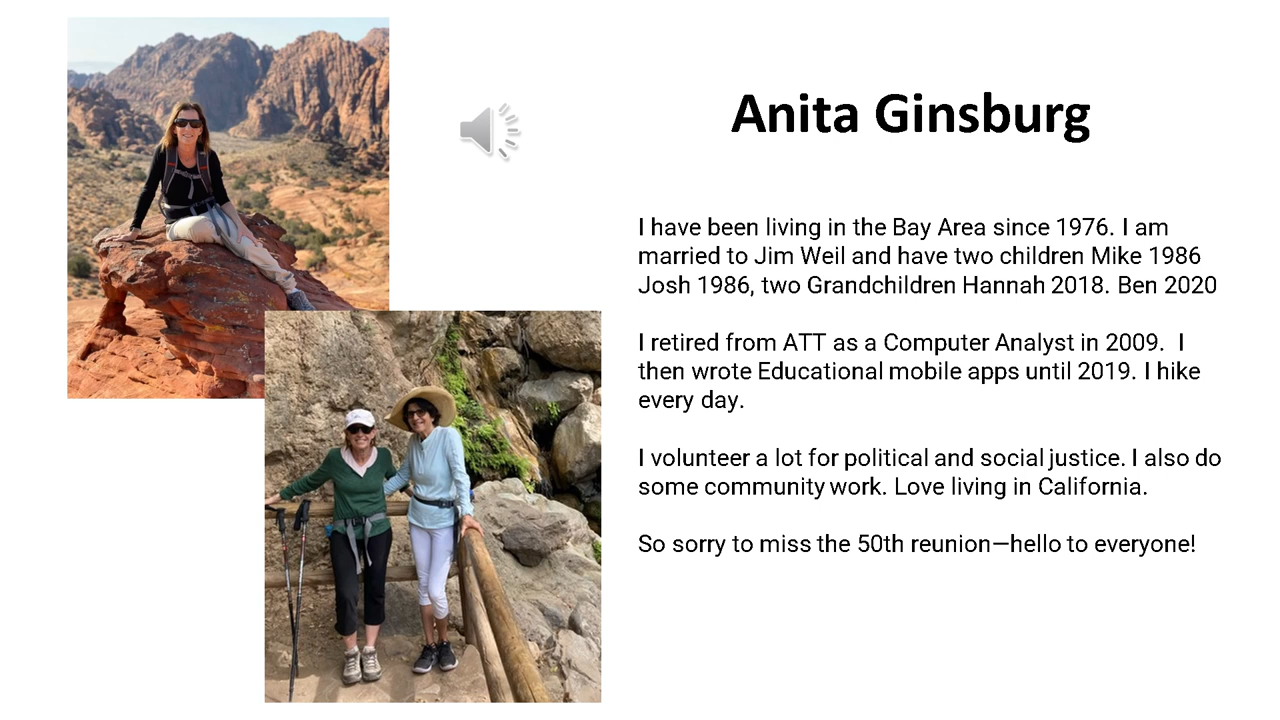 Anita Ginsburg
I have been living in the Bay Area since 1976. I am
married to Jim Weil and have two children Mike 1986
Josh 1986, two Grandchildren Hannah 2018. Ben 2020
I retired from ATT as a Computer Analyst in 2009.  I
then wrote Educational mobile apps until 2019. I hike
every day.
I volunteer a lot for political and social justice. I also do
some community work. Love living in California.
So sorry to miss the 50th reunion—hello to everyone!